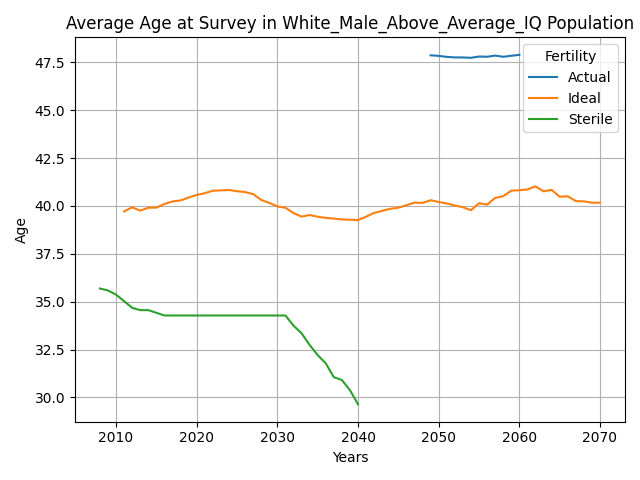 Average Age at Survey in White_Male_Above_Average_IQ Population
Fertility
Actual
Ideal
Sterile
Age
47.5
45.0
42.5
40.0
37.5
35.0
32.5
30.0
2010 2020 2030 2040 2050 2060 2070
Years